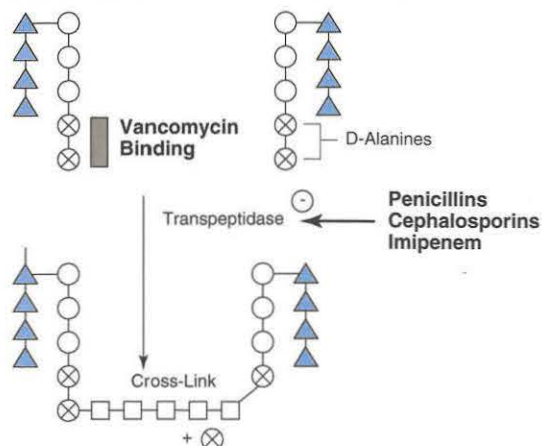 Vancomycin
Binding
D-Alanines
-
Transpeptidase
Penicillins
Cephalosporins
Imipenem
Cross-Link
+